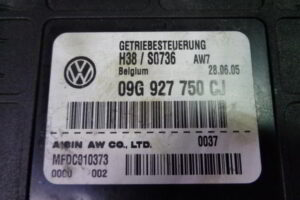 GETRIEBESTEUERUNG
H38 / S0736 AW7
Belgium 28.06.05
09G 927 750 CJ
AISIN AW CO., LTD. 0037
MFDC010373
0000 002